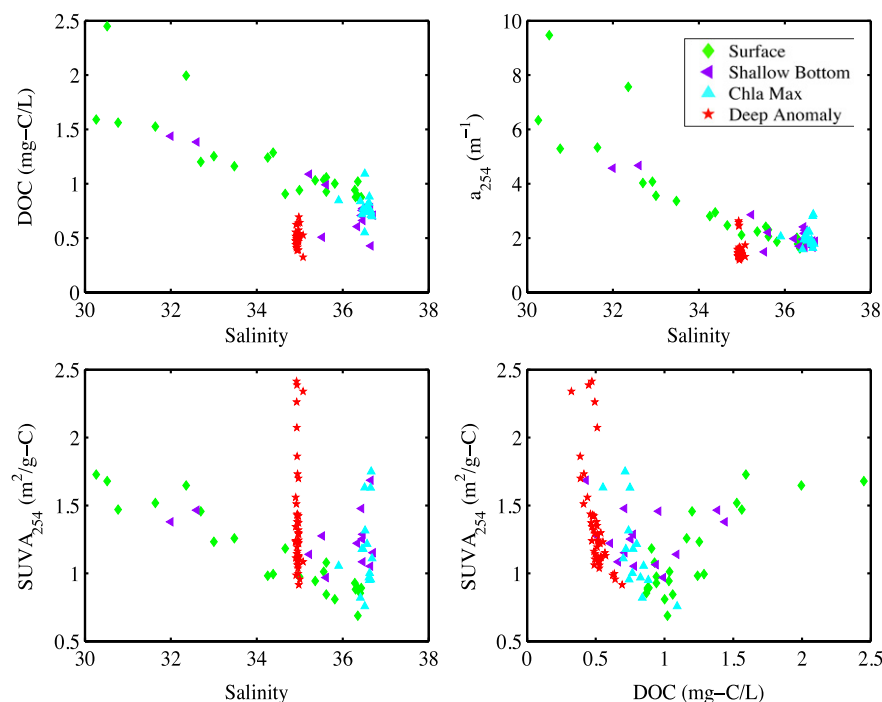 2.5
2
1.5
1
0.5
0
DOC (mg−C/L)
30 32 34 36 38
Salinity
10
8
6
4
2
0
a254 (m−1)
Surface
Shallow Bottom
Chla Max
Deep Anomaly
30 32 34 36 38
Salinity
2.5
2
1.5
1
0.5
SUVA254 (m2/g−C)
30 32 34 36 38
Salinity
2.5
2
1.5
1
0.5
SUVA254 (m2/g−C)
0 0.5 1 1.5 2 2.5
DOC (mg−C/L)